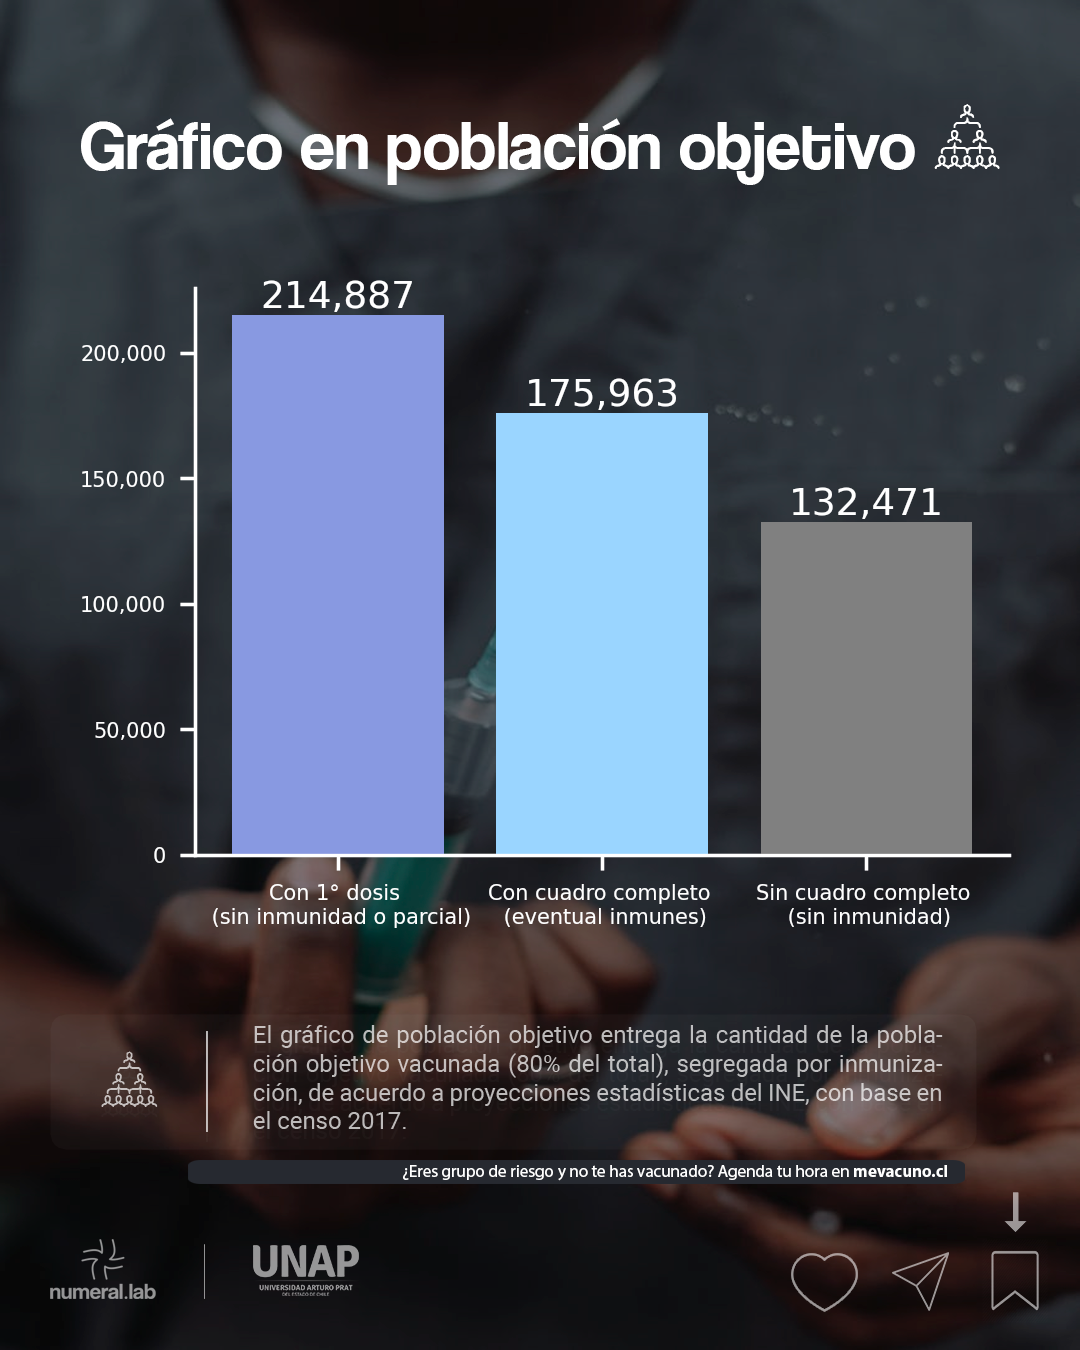 Gráfico en población objetivo
214,887
175,963
132,471
200,000
150,000
100,000
50,000
0
Con 1° dosis
(sin inmunidad o parcial)
Con cuadro completo
(eventual inmunes)
Sin cuadro completo
(sin inmunidad)
El gráfico de población objetivo entrega la cantidad de la pobla-
ción objetivo vacunada (80% del total), segregada por inmuniza-
ción, de acuerdo a proyecciones estadísticas del INE, con base en
el censo 2017.
¿Eres grupo de riesgo y no te has vacunado? Agenda tu hora en mevacuno.cl
numeral.lab
UNAP
UNIVERSIDAD ARTURO PRAT
DEL ESTADO DE CHILE